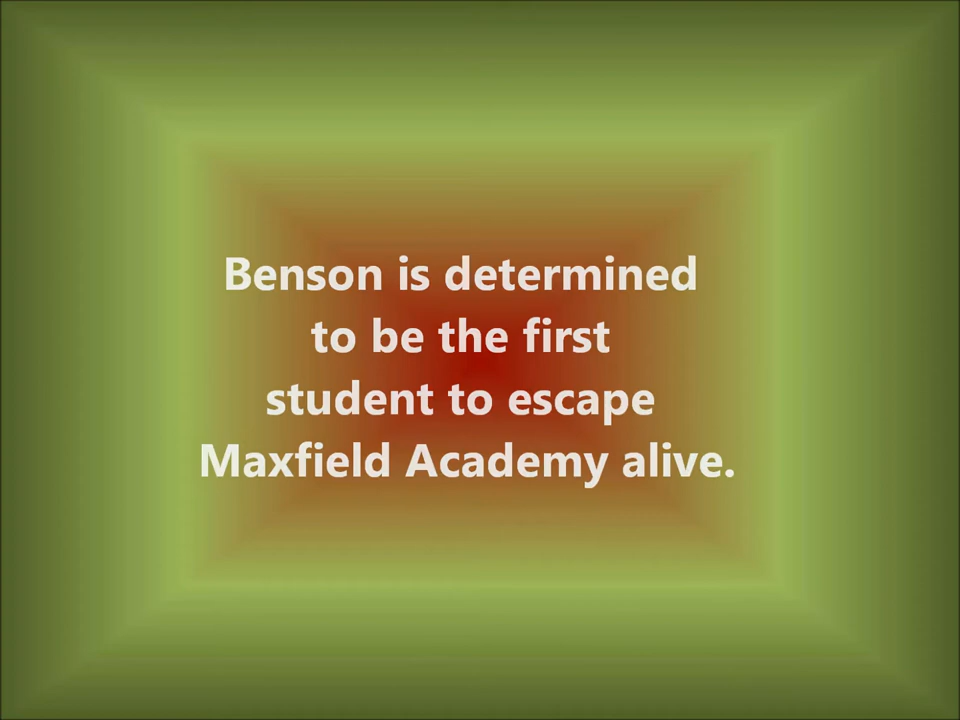 Benson is determined
to be the first
student to escape
Maxfield Academy alive.